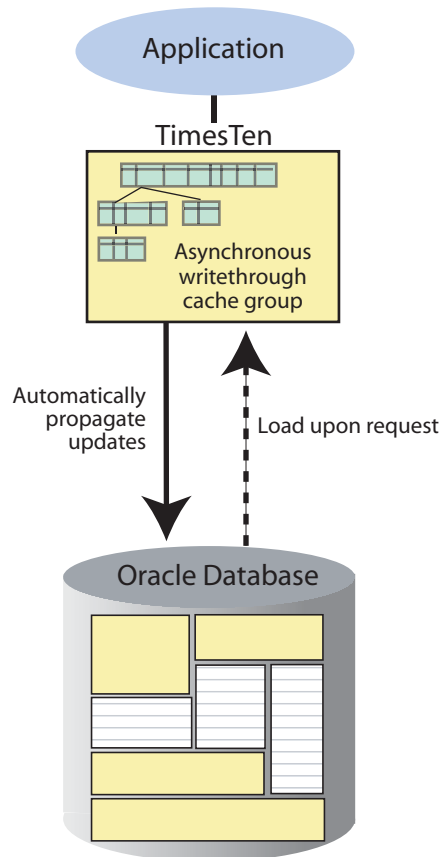 Application
TimesTen
Asynchronous
writethrough
cache group
Automatically
propagate
updates
Load upon request
Oracle Database